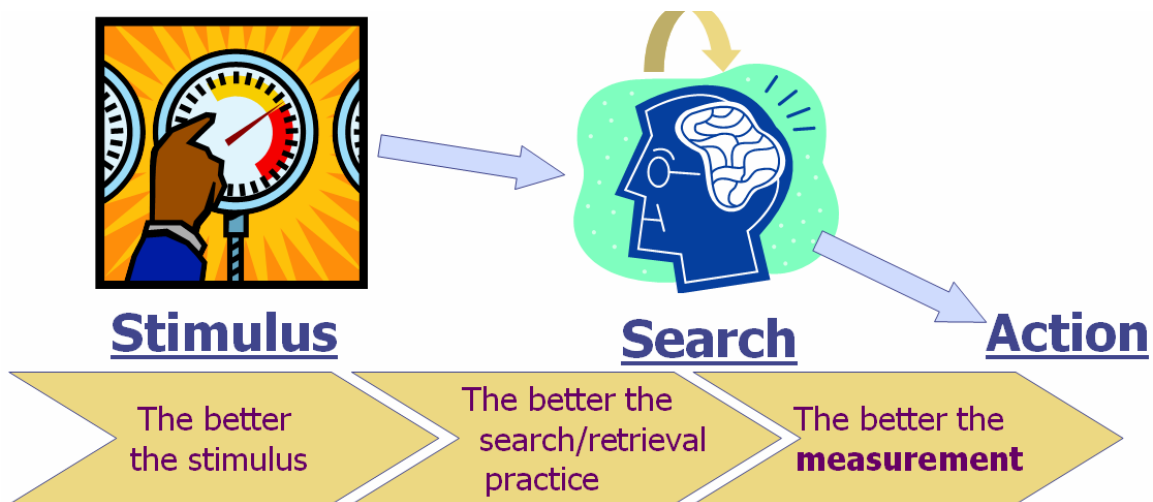 Stimulus
Search
Action
The better
the stimulus
The better the
search/retrieval
practice
The better the
measurement